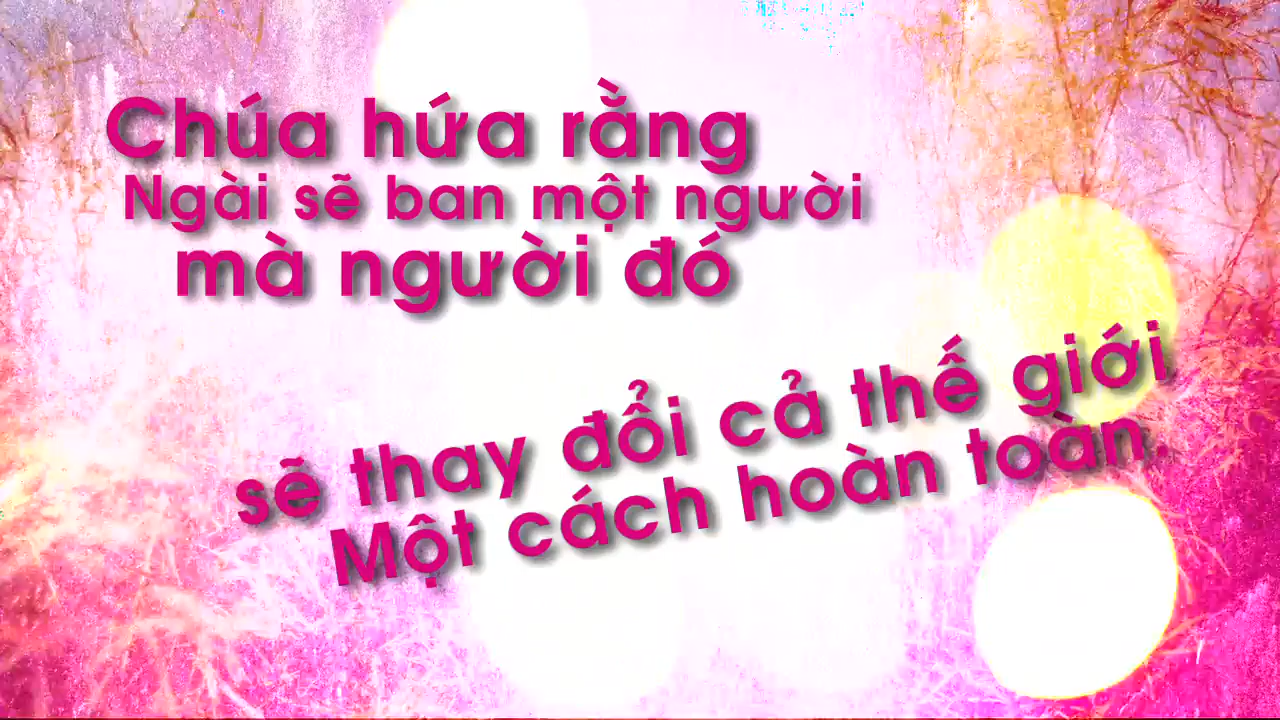 Chúa hứa rằng
Ngài sẽ ban một người
mà người đó
sẽ thay đổi cả thế giới
Một cách hoàn toàn.